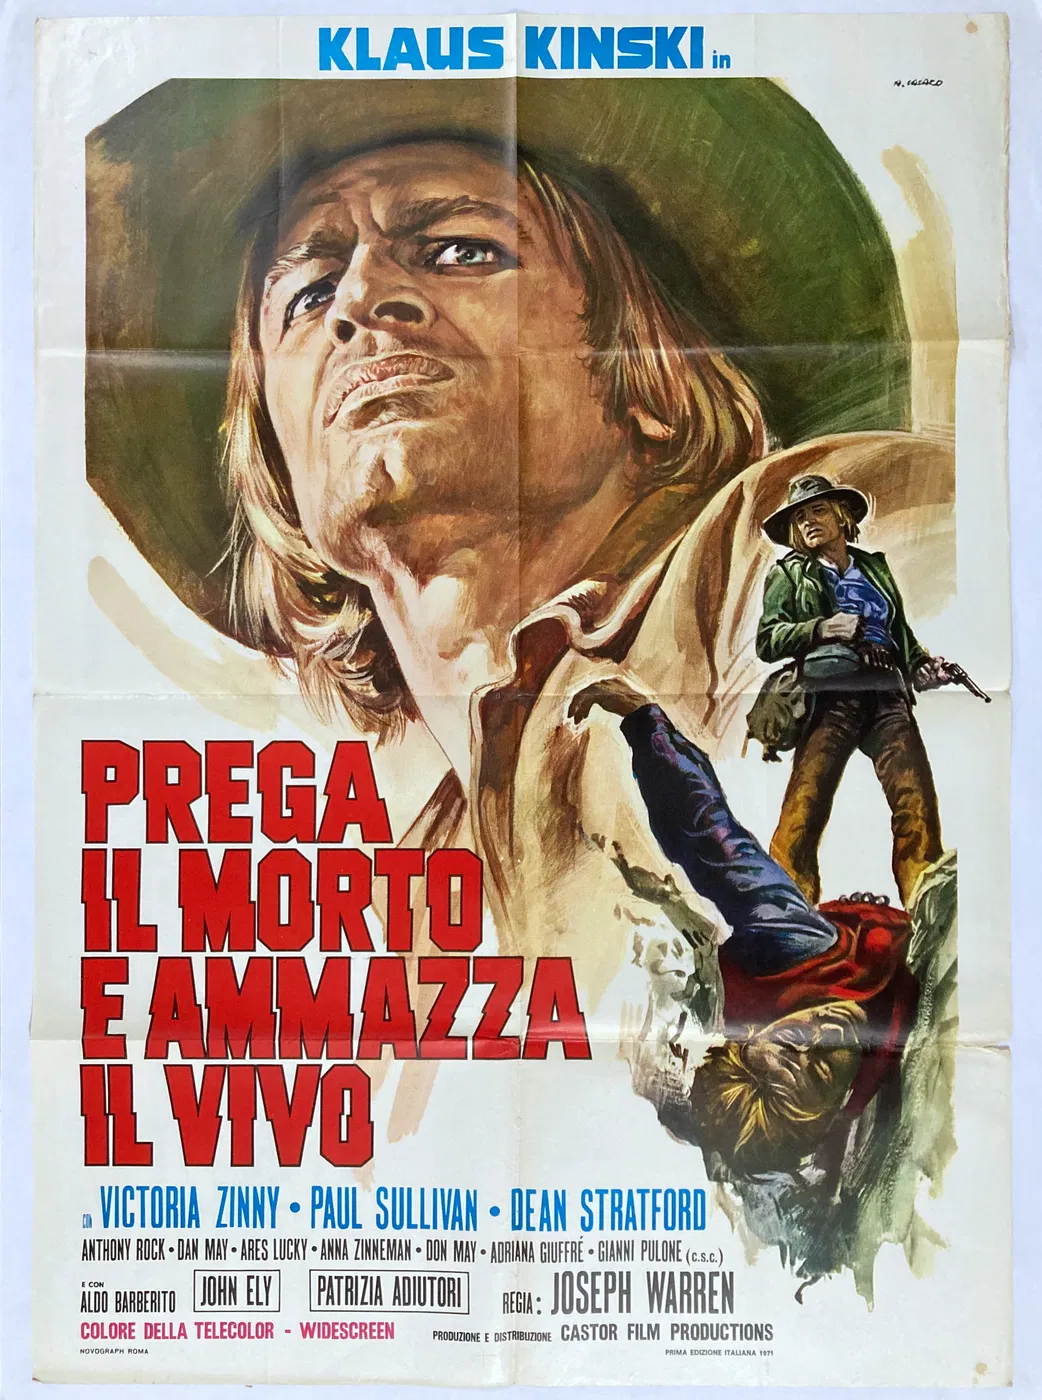 KLAUS KINSKI in
PREGA
IL MORTO
E AMMAZZA
IL VIVO
CON VICTORIA ZINNY • PAUL SULLIVAN • DEAN STRATFORD
ANTHONY ROCK • DAN MAY • ARES LUCKY • ANNA ZINNEMAN • DON MAY • ADRIANA GIUFFRÉ • GIANNI PULONE (c.s.c.)
E CON
ALDO BARBERITO JOHN ELY PATRIZIA ADIUTORI REGIA: JOSEPH WARREN
COLORE DELLA TELECOLOR - WIDESCREEN PRODUZIONE E DISTRIBUZIONE CASTOR FILM PRODUCTIONS
NOVOGRAPH ROMA PRIMA EDIZIONE ITALIANA 1971